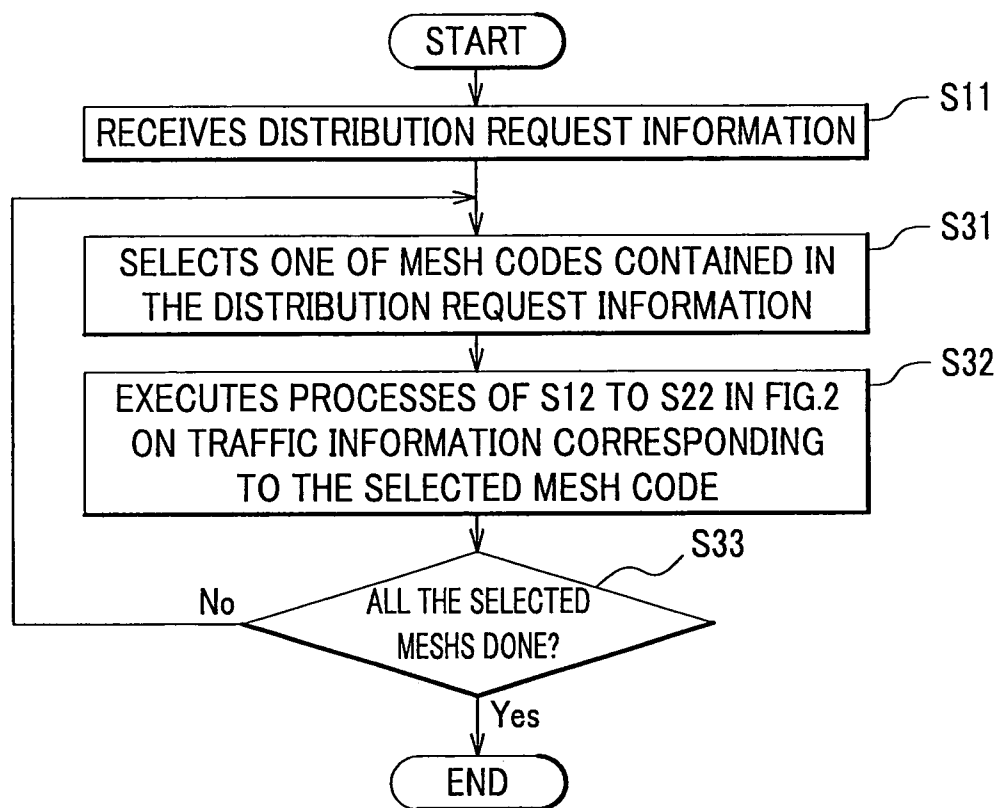 START
S11
RECEIVES DISTRIBUTION REQUEST INFORMATION
S31
SELECTS ONE OF MESH CODES CONTAINED IN
THE DISTRIBUTION REQUEST INFORMATION
S32
EXECUTES PROCESSES OF S12 TO S22 IN FIG.2
ON TRAFFIC INFORMATION CORRESPONDING
TO THE SELECTED MESH CODE
S33
No
ALL THE SELECTED
MESHS DONE?
Yes
END